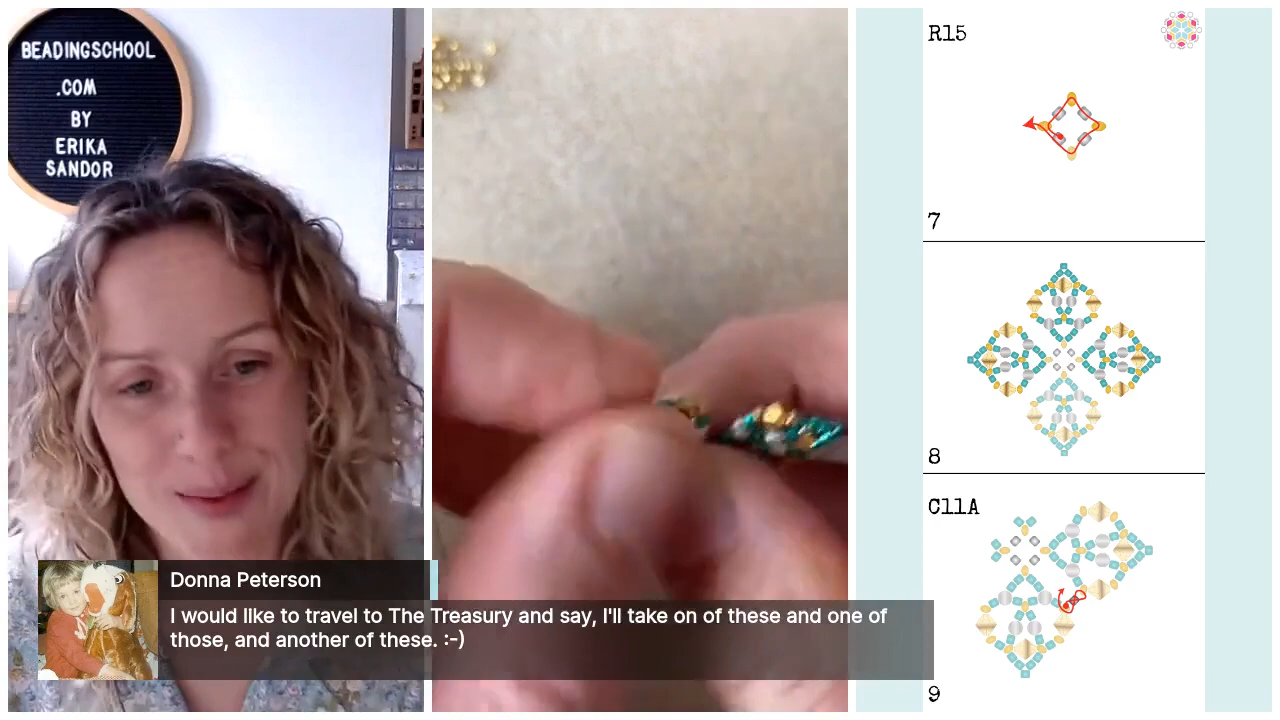 BEADINGSCHOOL
.COM
BY
ERIKA
SANDOR
Donna Peterson
I would like to travel to The Treasury and say, I'll take on of these and one of
those, and another of these. :-)
R15
7
8
C11A
9